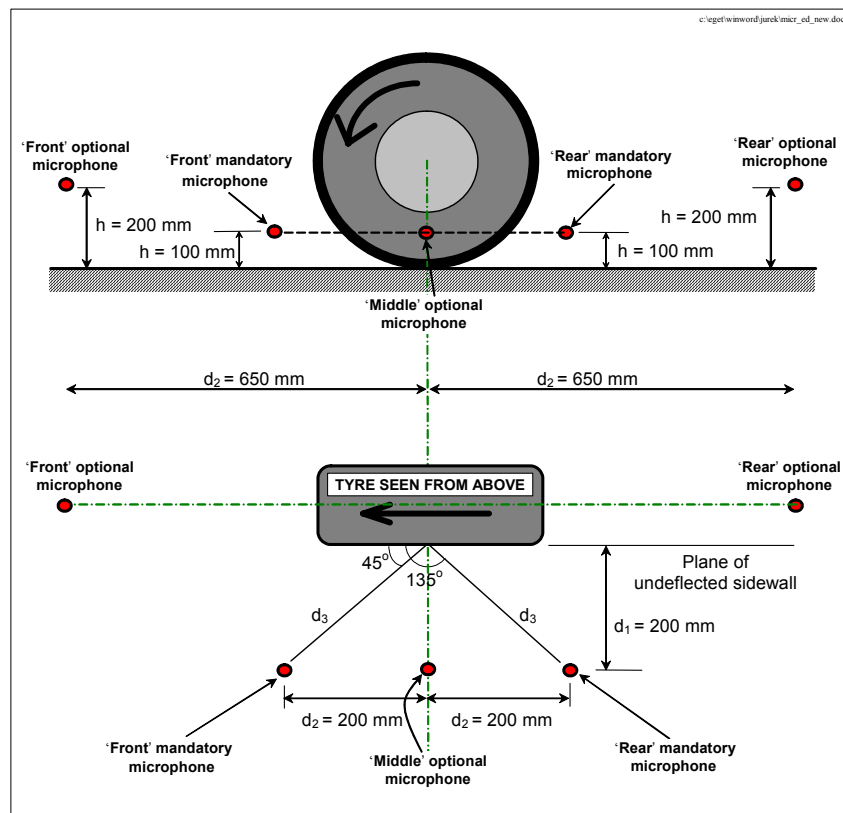 c:\eget\winword\jurek\micr_ed_new.doc
‘Front’ optional
microphone
‘Front’ mandatory
microphone
‘Rear’ mandatory
microphone
‘Rear’ optional
microphone
h = 200 mm
h = 100 mm
h = 200 mm
h = 100 mm
‘Middle’ optional
microphone
d₂ = 650 mm
d₂ = 650 mm
‘Front’ optional
microphone
TYRE SEEN FROM ABOVE
‘Rear’ optional
microphone
45°
135°
Plane of
undeflected sidewall
d₃
d₃
d₁ = 200 mm
d₂ = 200 mm
d₂ = 200 mm
‘Front’ mandatory
microphone
‘Middle’ optional
microphone
‘Rear’ mandatory
microphone